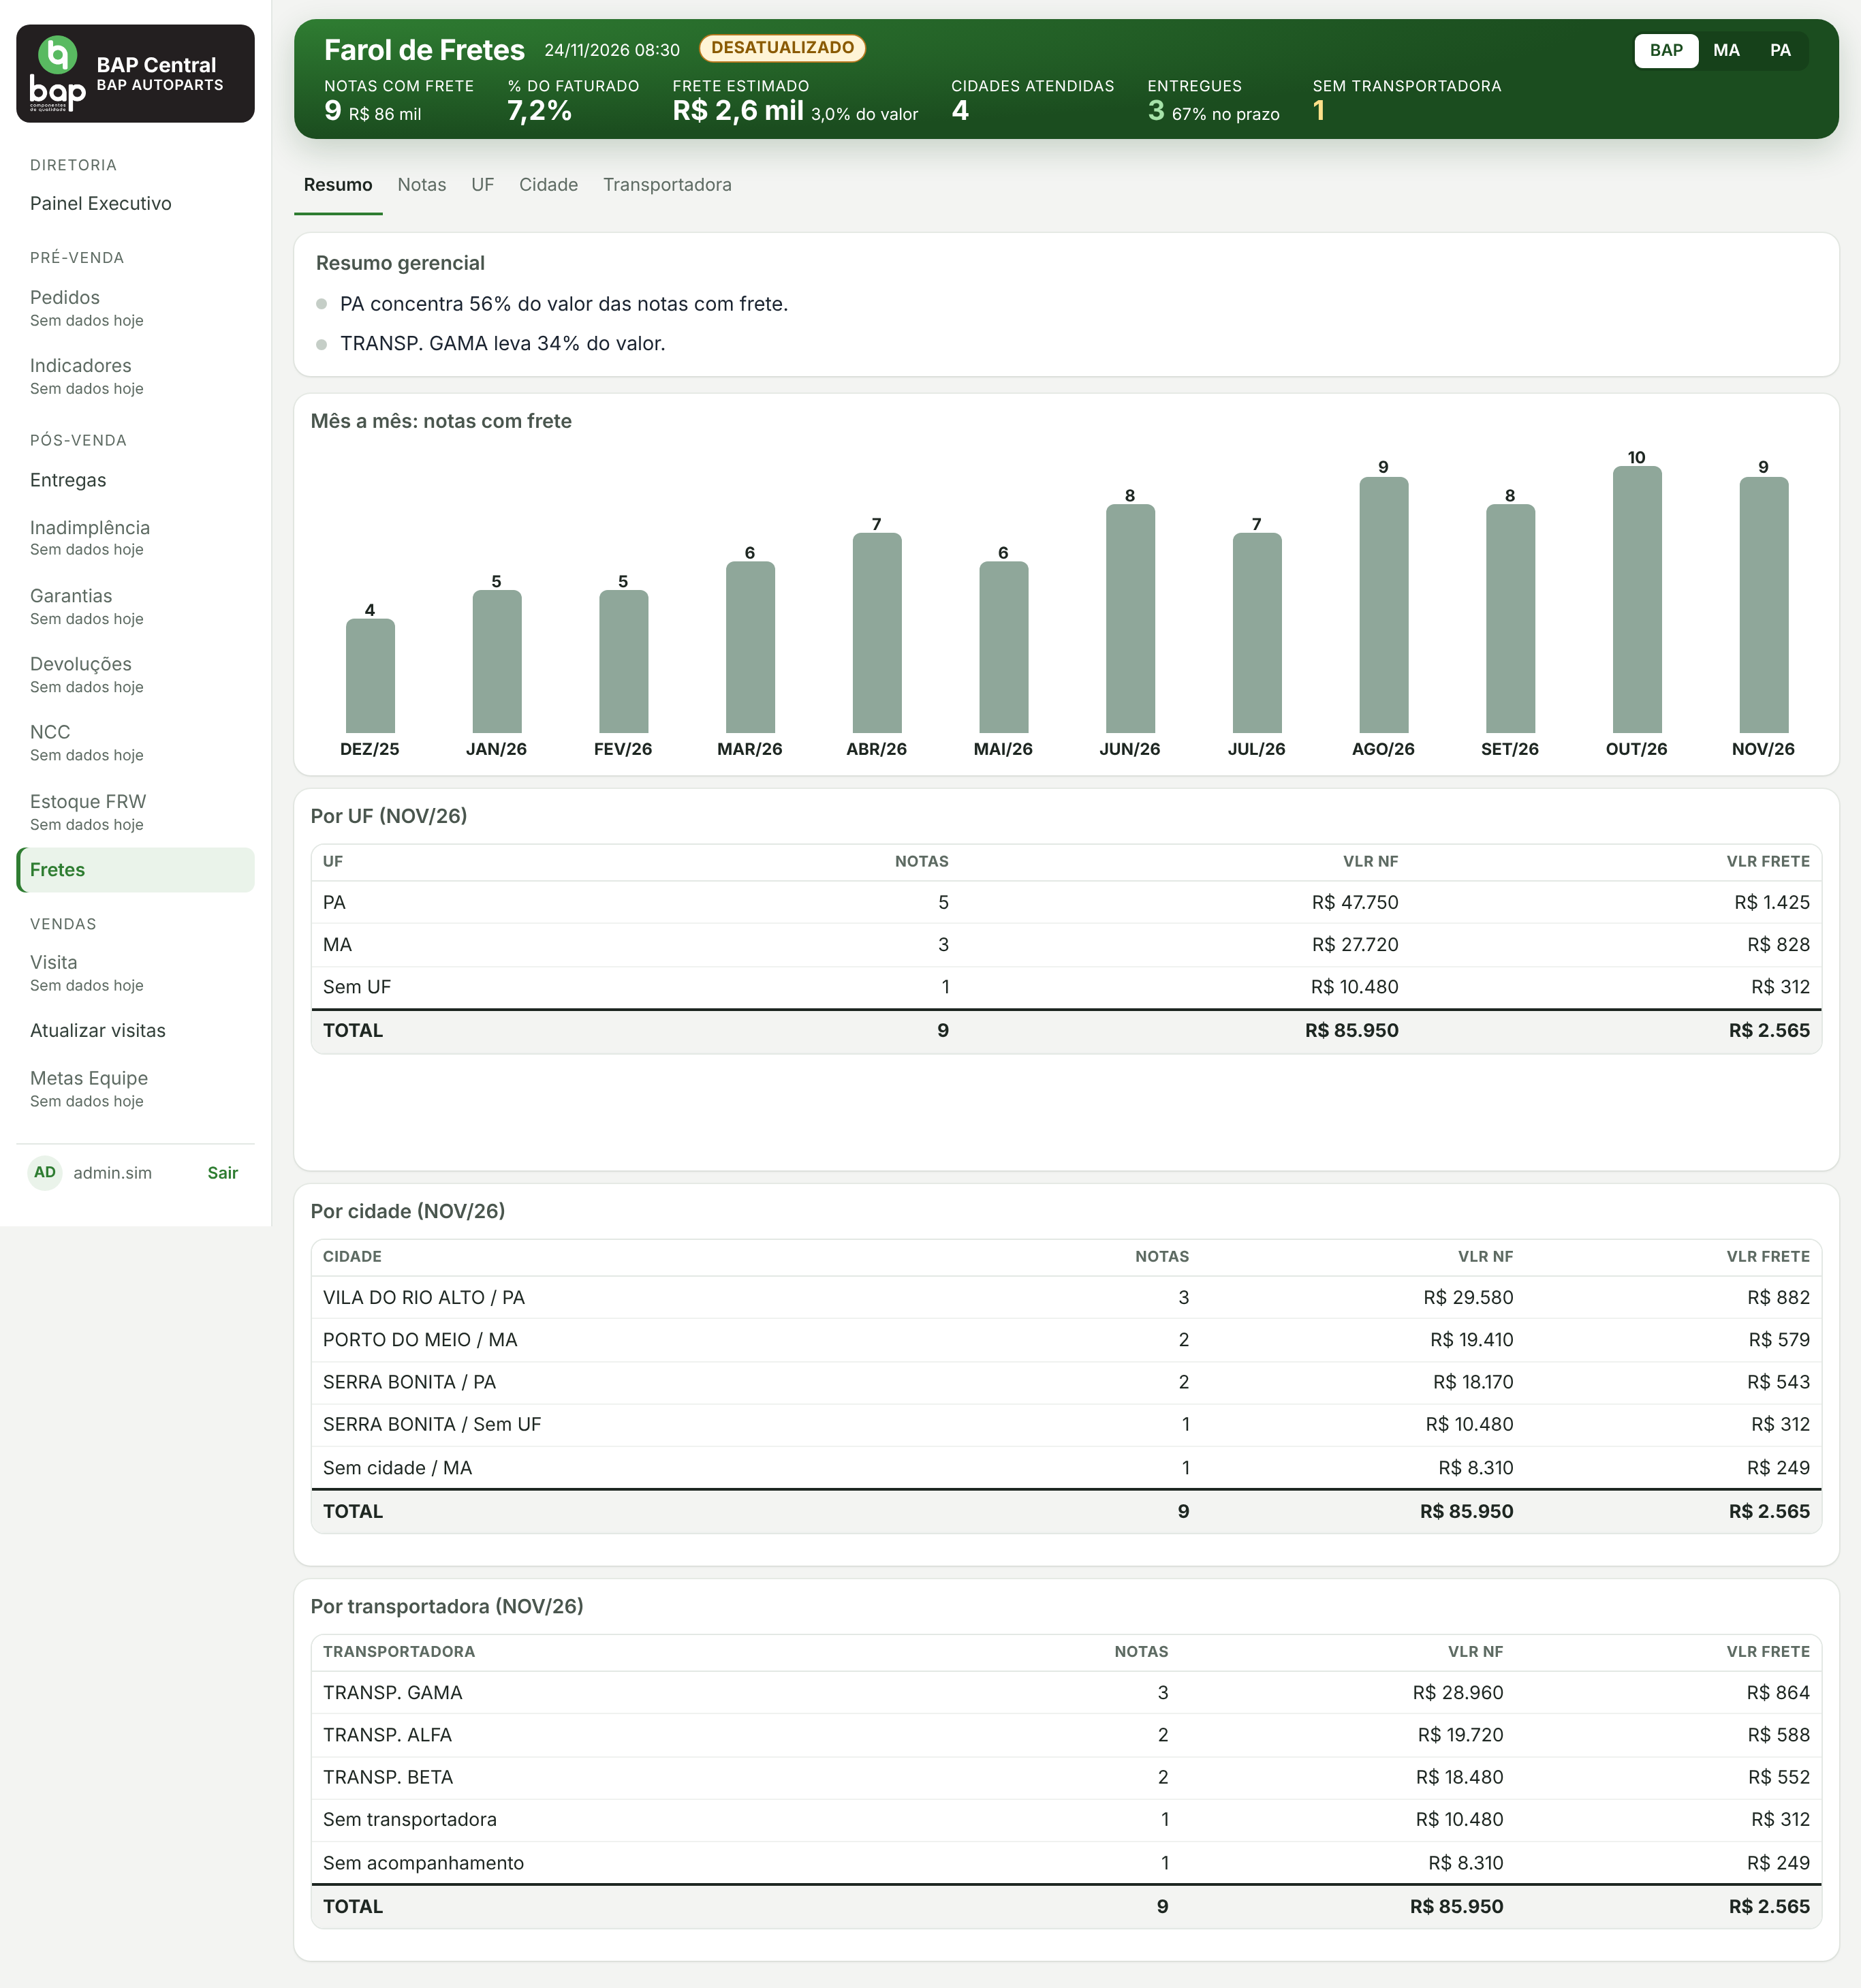 bap
componentes
de qualidade
BAP Central
BAP AUTOPARTS
DIRETORIA
Painel Executivo
PRÉ-VENDA
Pedidos
Sem dados hoje
Indicadores
Sem dados hoje
PÓS-VENDA
Entregas
Inadimplência
Sem dados hoje
Garantias
Sem dados hoje
Devoluções
Sem dados hoje
NCC
Sem dados hoje
Estoque FRW
Sem dados hoje
Fretes
VENDAS
Visita
Sem dados hoje
Atualizar visitas
Metas Equipe
Sem dados hoje
AD admin.sim Sair
Farol de Fretes 24/11/2026 08:30 DESATUALIZADO BAP MA PA
NOTAS COM FRETE % DO FATURADO FRETE ESTIMADO CIDADES ATENDIDAS ENTREGUES SEM TRANSPORTADORA
9 R$ 86 mil 7,2% R$ 2,6 mil 3,0% do valor 4 3 67% no prazo 1
Resumo Notas UF Cidade Transportadora
Resumo gerencial
PA concentra 56% do valor das notas com frete.
TRANSP. GAMA leva 34% do valor.
Mês a mês: notas com frete
4 5 5 6 7 6 8 7 9 8 10 9
DEZ/25 JAN/26 FEV/26 MAR/26 ABR/26 MAI/26 JUN/26 JUL/26 AGO/26 SET/26 OUT/26 NOV/26
Por UF (NOV/26)
UF NOTAS VLR NF VLR FRETE
PA 5 R$ 47.750 R$ 1.425
MA 3 R$ 27.720 R$ 828
Sem UF 1 R$ 10.480 R$ 312
TOTAL 9 R$ 85.950 R$ 2.565
Por cidade (NOV/26)
CIDADE NOTAS VLR NF VLR FRETE
VILA DO RIO ALTO / PA 3 R$ 29.580 R$ 882
PORTO DO MEIO / MA 2 R$ 19.410 R$ 579
SERRA BONITA / PA 2 R$ 18.170 R$ 543
SERRA BONITA / Sem UF 1 R$ 10.480 R$ 312
Sem cidade / MA 1 R$ 8.310 R$ 249
TOTAL 9 R$ 85.950 R$ 2.565
Por transportadora (NOV/26)
TRANSPORTADORA NOTAS VLR NF VLR FRETE
TRANSP. GAMA 3 R$ 28.960 R$ 864
TRANSP. ALFA 2 R$ 19.720 R$ 588
TRANSP. BETA 2 R$ 18.480 R$ 552
Sem transportadora 1 R$ 10.480 R$ 312
Sem acompanhamento 1 R$ 8.310 R$ 249
TOTAL 9 R$ 85.950 R$ 2.565